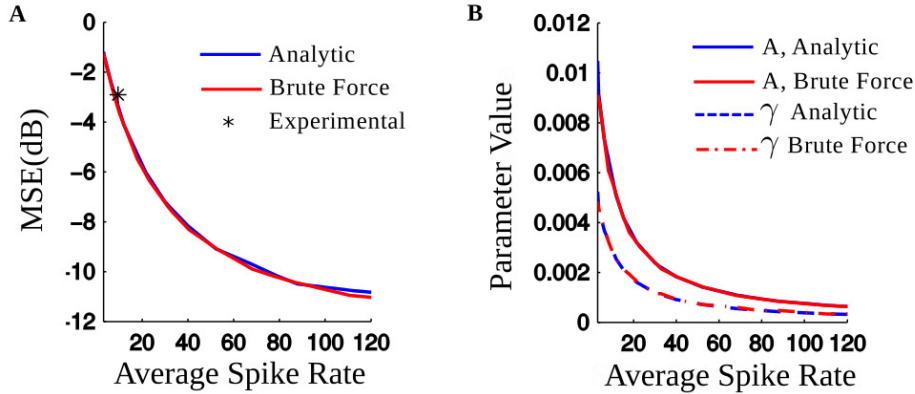 A
MSE(dB)
0
−2
−4
−6
−8
-10
-12
20 40 60 80 100 120
Average Spike Rate
Analytic
Brute Force
Experimental
B
Parameter Value
0.012
0.01
0.008
0.006
0.004
0.002
0
20 40 60 80 100 120
Average Spike Rate
A, Analytic
A, Brute Force
γ Analytic
γ Brute Force